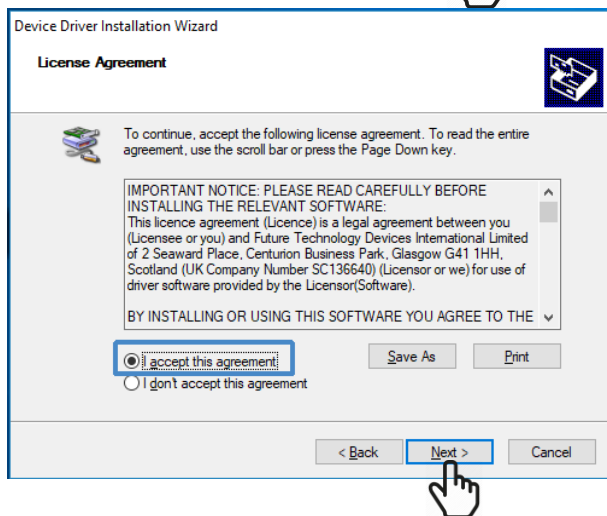 Device Driver Installation Wizard
License Agreement
To continue, accept the following license agreement. To read the entire
agreement, use the scroll bar or press the Page Down key.
IMPORTANT NOTICE: PLEASE READ CAREFULLY BEFORE
INSTALLING THE RELEVANT SOFTWARE:
This licence agreement (Licence) is a legal agreement between you
(Licensee or you) and Future Technology Devices International Limited
of 2 Seaward Place, Centurion Business Park, Glasgow G41 1HH,
Scotland (UK Company Number SC136640) (Licensor or we) for use of
driver software provided by the Licensor(Software).
BY INSTALLING OR USING THIS SOFTWARE YOU AGREE TO THE
I accept this agreement
Save As
Print
I don't accept this agreement
< Back
Next >
Cancel